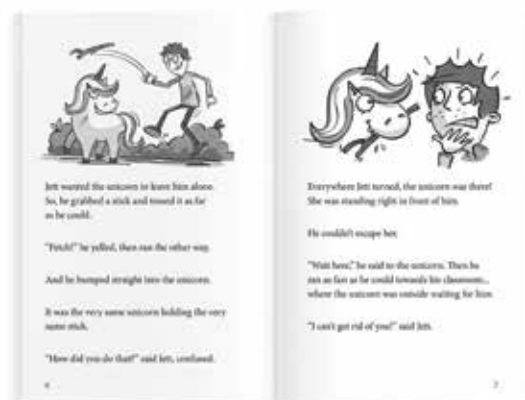 Jett wanted the unicorn to leave him alone.
So, he grabbed a stick and tossed it as far
as he could.
"Fetch!" he yelled, then ran the other way.
And he bumped straight into the unicorn.
It was the very same unicorn holding the very
same stick.
"How did you do that?" said Jett, confused.
6
Everywhere Jett turned, the unicorn was there!
She was standing right in front of him.
He couldn't escape her.
"Wait here," he said to the unicorn. Then he
ran as fast as he could towards his classroom...
where the unicorn was outside waiting for him.
"I can't get rid of you!" said Jett.
7